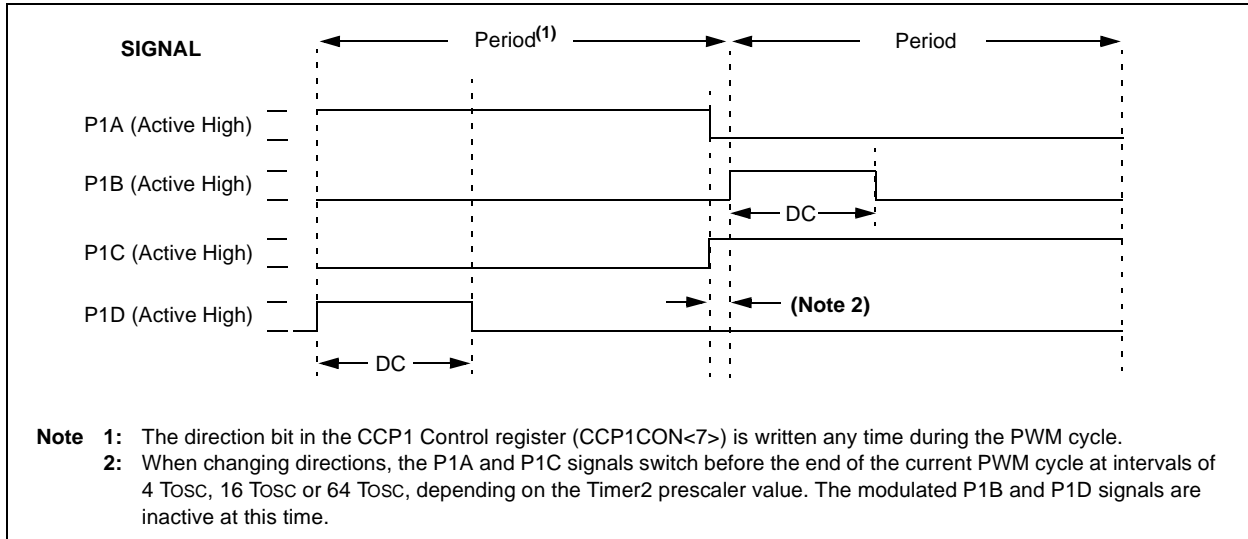 SIGNAL
Period(1)
Period
P1A (Active High)
P1B (Active High)
DC
P1C (Active High)
P1D (Active High)
(Note 2)
DC
Note 1: The direction bit in the CCP1 Control register (CCP1CON<7>) is written any time during the PWM cycle.
2: When changing directions, the P1A and P1C signals switch before the end of the current PWM cycle at intervals of
4 TOSC, 16 TOSC or 64 TOSC, depending on the Timer2 prescaler value. The modulated P1B and P1D signals are
inactive at this time.